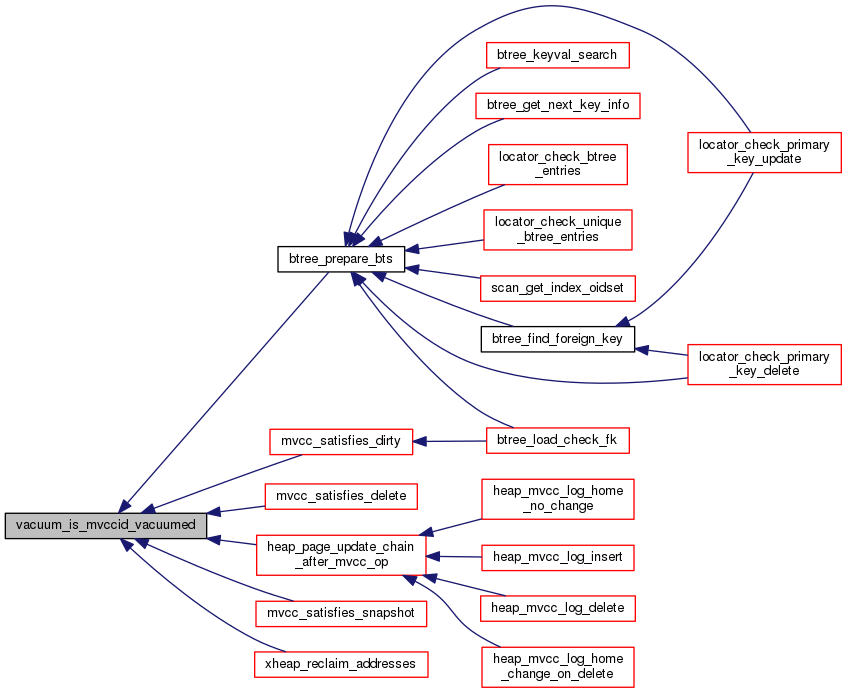 btree_keyval_search
btree_get_next_key_info
locator_check_primary
_key_update
locator_check_btree
_entries
locator_check_unique
_btree_entries
btree_prepare_bts
scan_get_index_oidset
btree_find_foreign_key
locator_check_primary
_key_delete
mvcc_satisfies_dirty
btree_load_check_fk
mvcc_satisfies_delete
heap_mvcc_log_home
_no_change
vacuum_is_mvccid_vacuumed
heap_page_update_chain
_after_mvcc_op
heap_mvcc_log_insert
mvcc_satisfies_snapshot
heap_mvcc_log_delete
xheap_reclaim_addresses
heap_mvcc_log_home
_change_on_delete